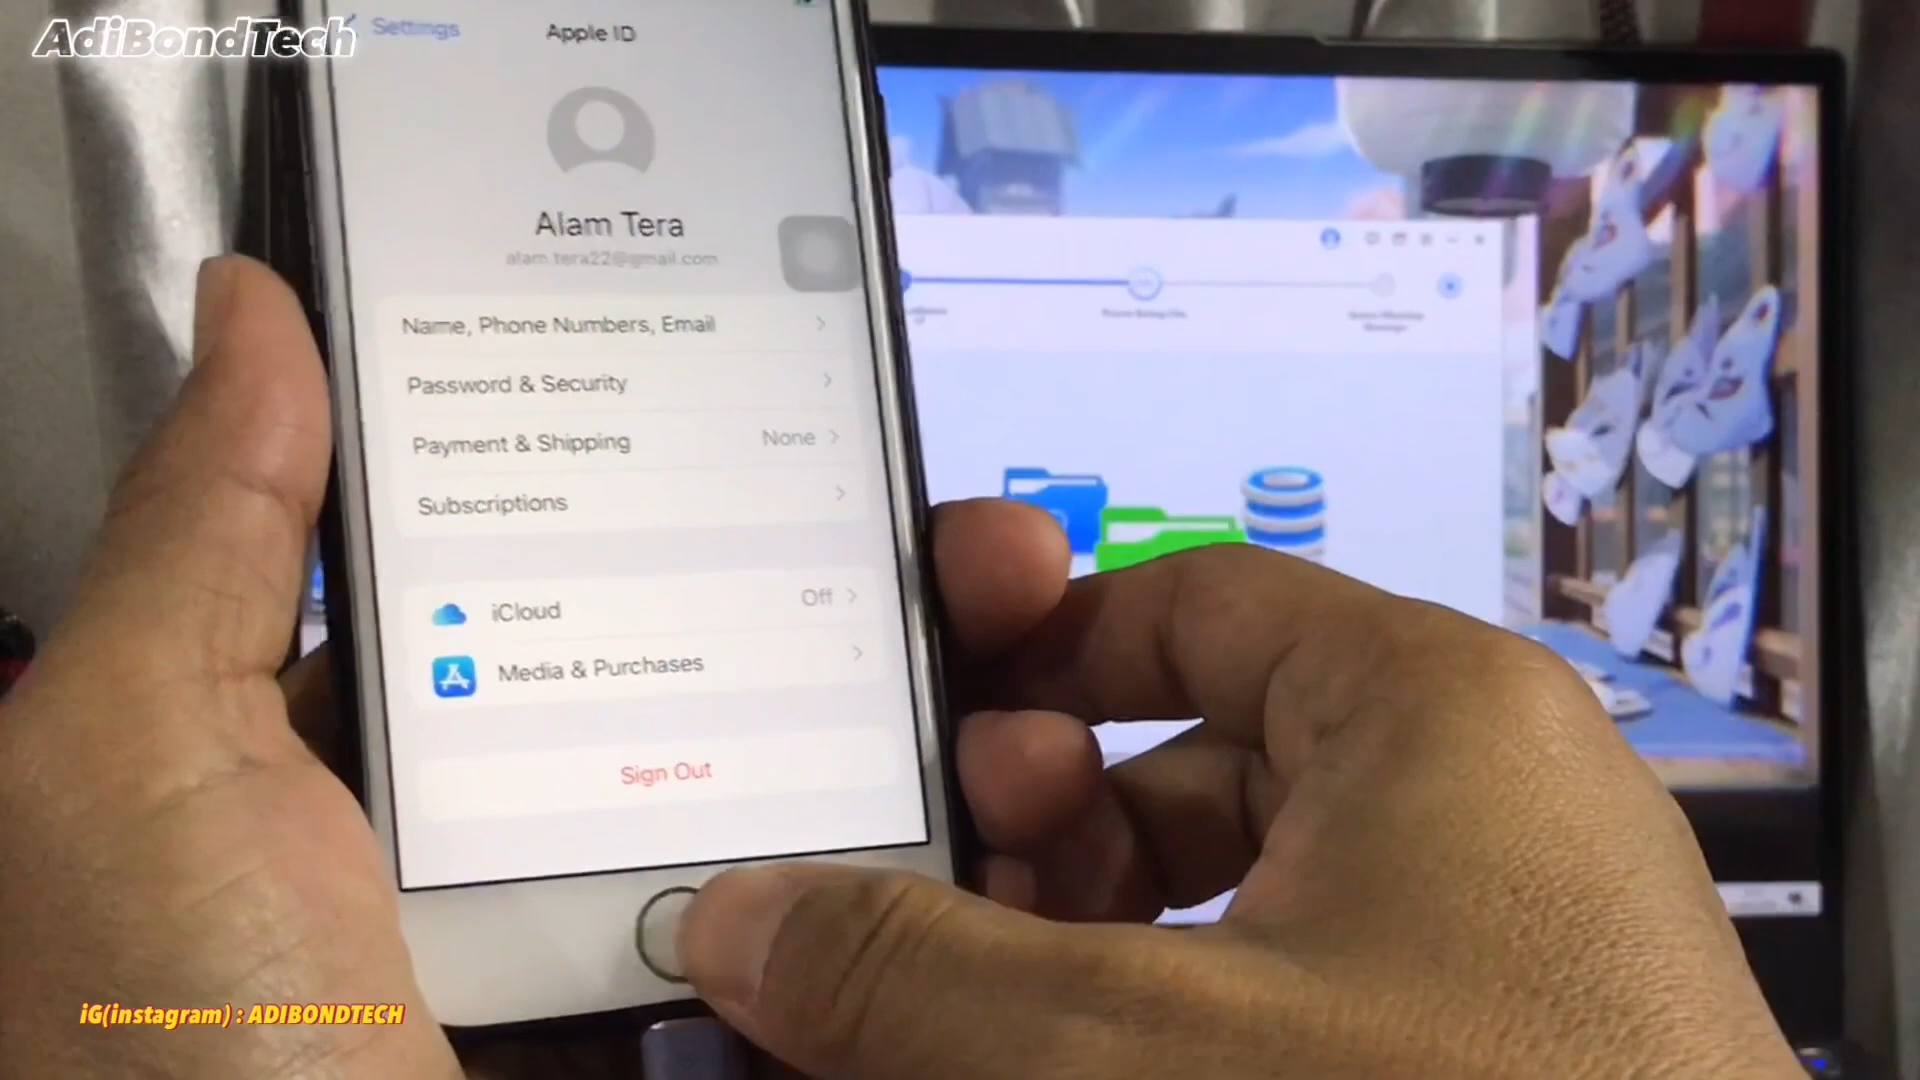 AdiBondTech
Settings
Apple ID
Alam Tera
alam.tera22@gmail.com
Name, Phone Numbers, Email
Password & Security
Payment & Shipping
None
Subscriptions
iCloud
Off
Media & Purchases
Sign Out
iG(instagram) : ADIBONDTECH